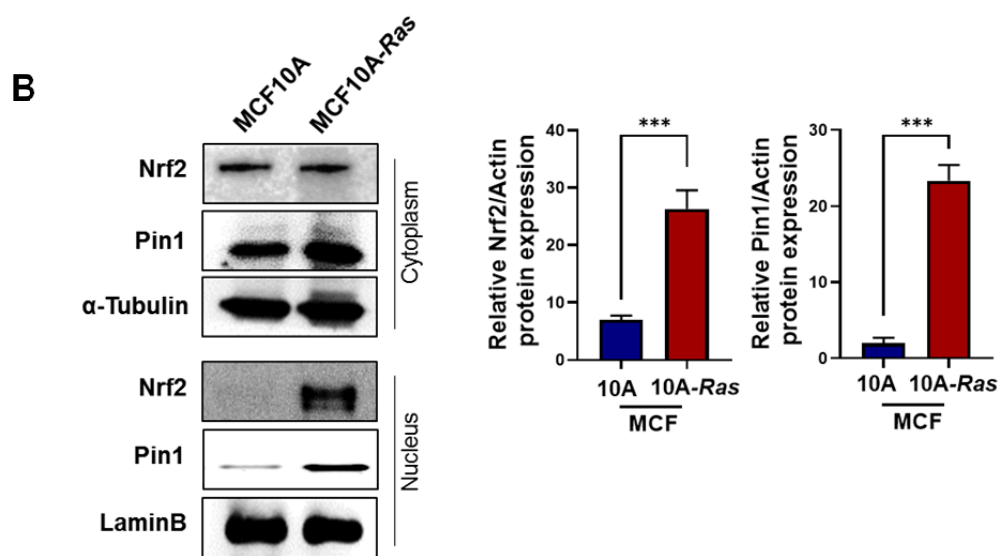 B
MCF10A
MCF10A-Ras
Nrf2
Pin1
α-Tubulin
Cytoplasm
Nrf2
Pin1
LaminB
Nucleus
Relative Nrf2/Actin
protein expression
40
30
20
10
0
***
10A 10A-Ras
MCF
Relative Pin1/Actin
protein expression
30
20
10
0
***
10A 10A-Ras
MCF